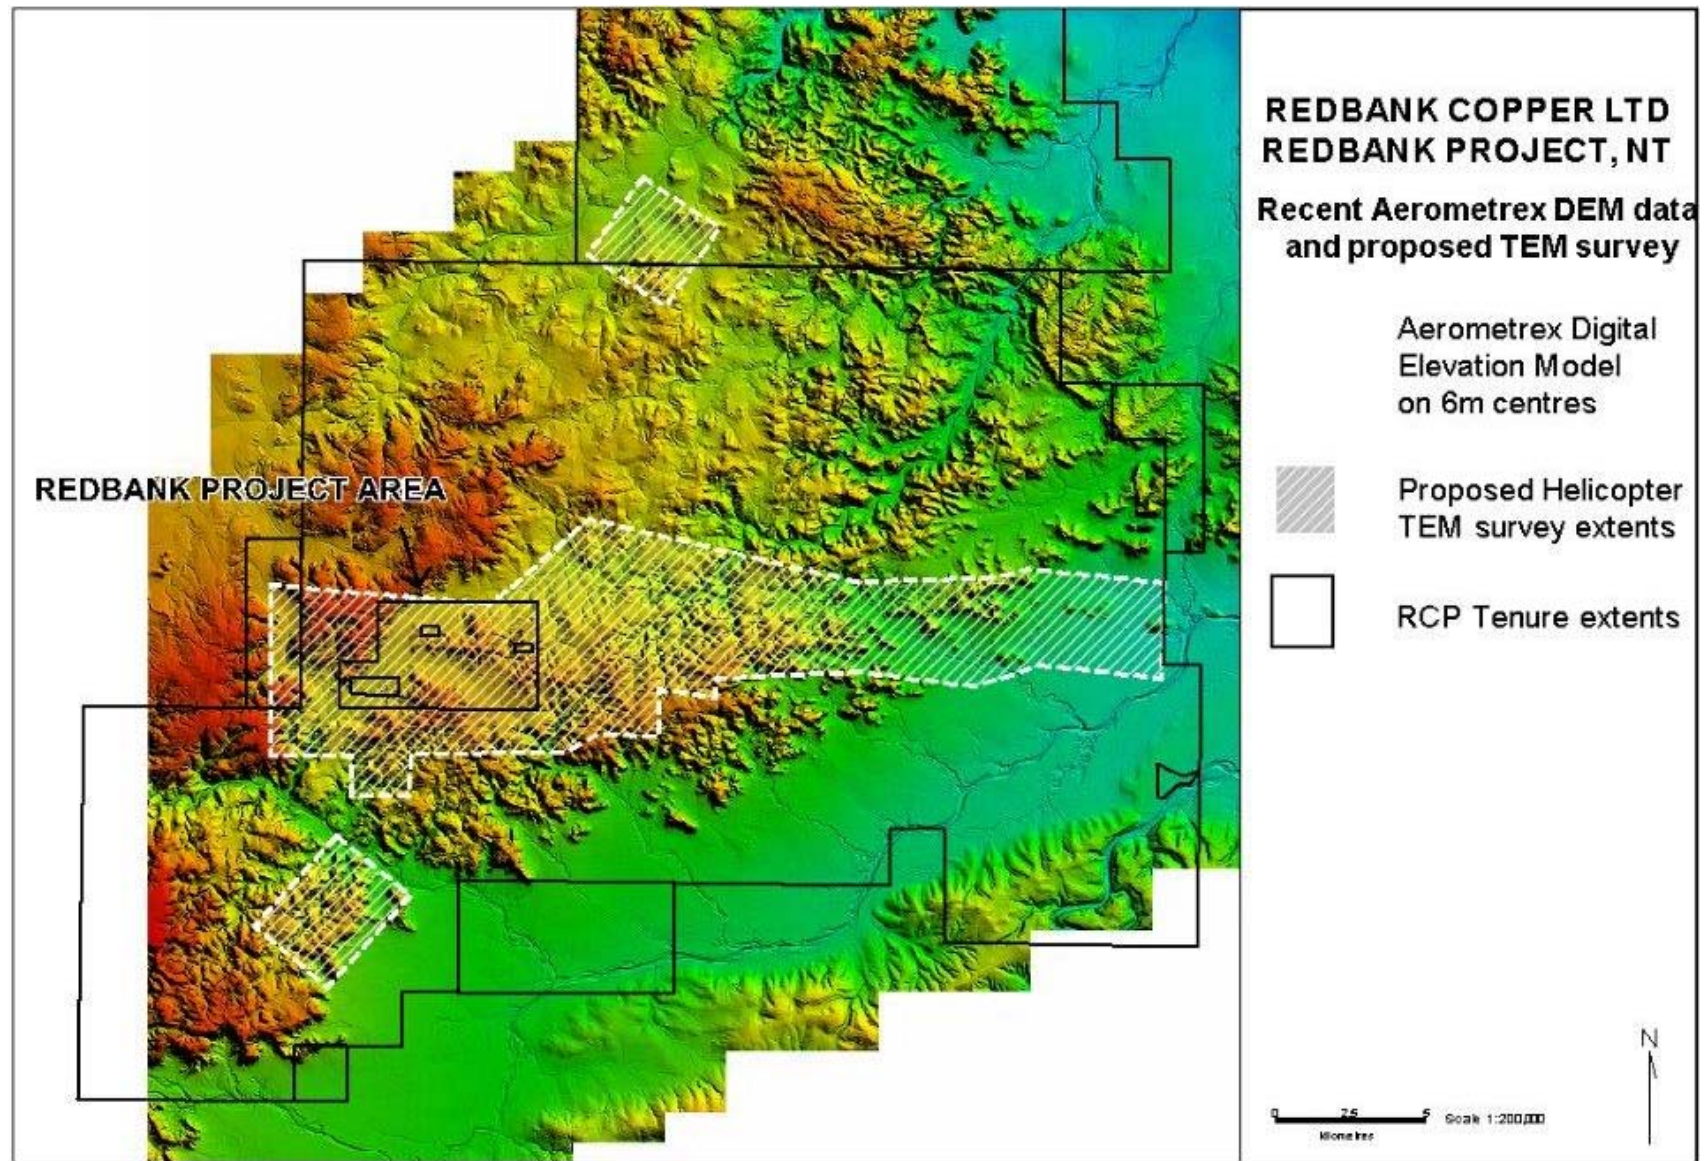 REDBANK COPPER LTD
REDBANK PROJECT, NT
Recent Aerometrex DEM data
and proposed TEM survey
Aerometrex Digital
Elevation Model
on 6m centres
REDBANK PROJECT AREA
Proposed Helicopter
TEM survey extents
RCP Tenure extents
N
0 2.5 5 Scale 1:200,000
kilometres